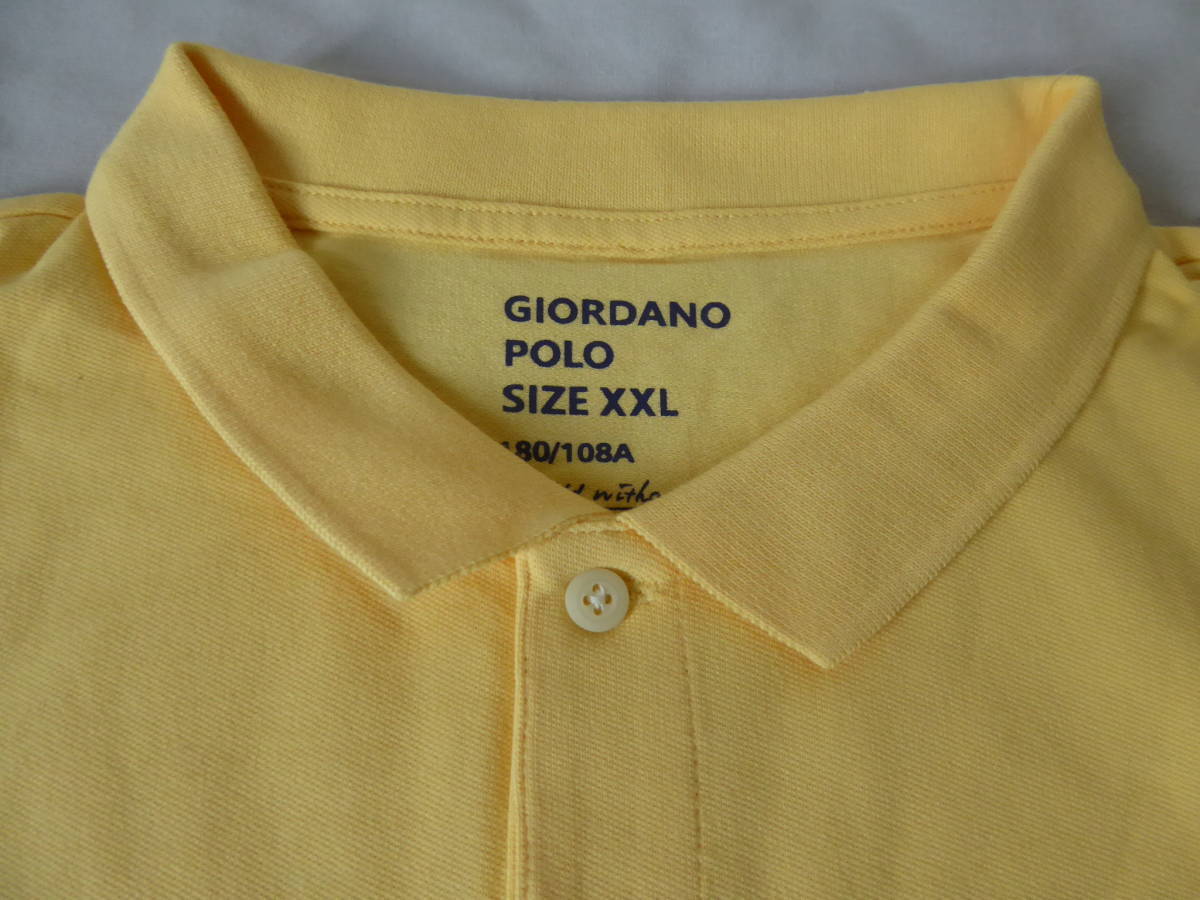 GIORDANO
POLO
SIZE XXL
180/108A